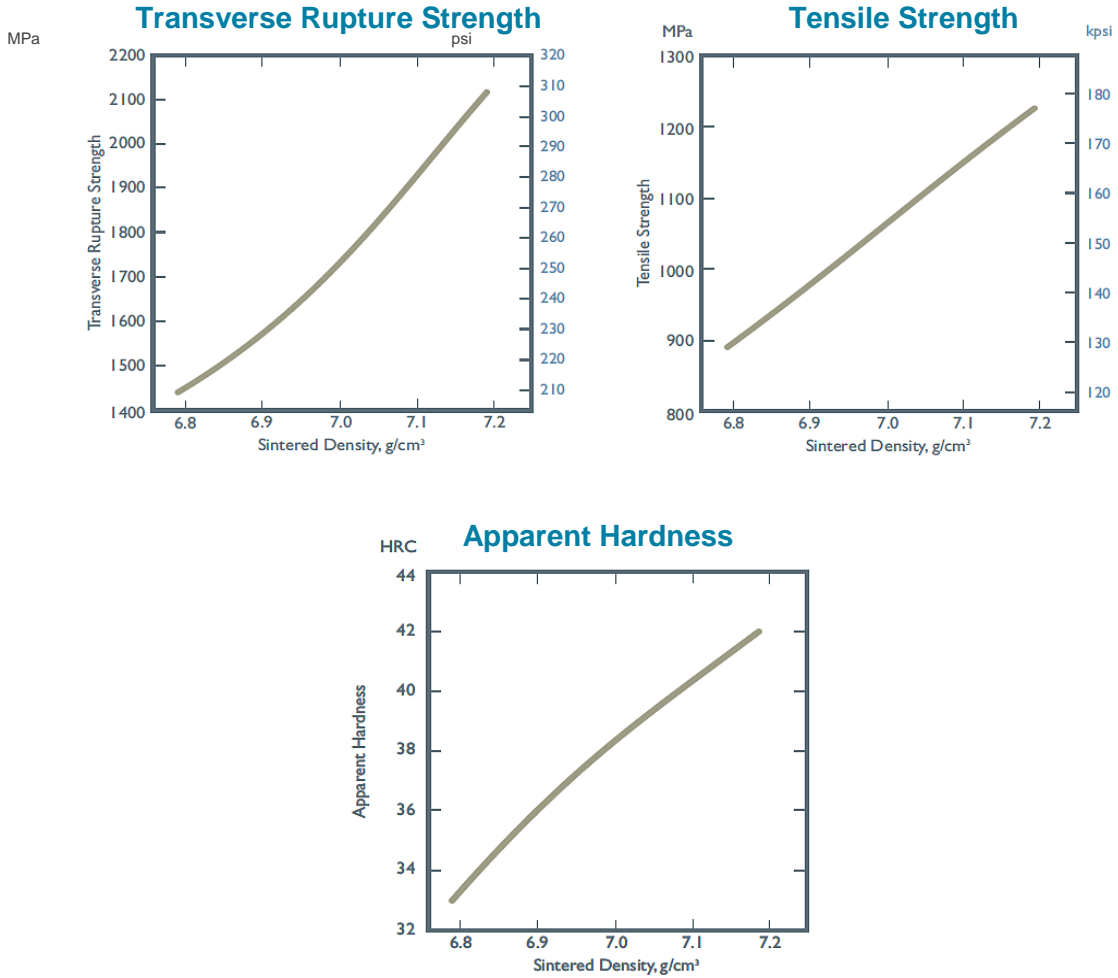 Transverse Rupture Strength
MPa
psi
2200
2100
2000
1900
1800
1700
1600
1500
1400
Transverse Rupture Strength
320
310
300
290
280
270
260
250
240
230
220
210
6.8 6.9 7.0 7.1 7.2
Sintered Density, g/cm³
Tensile Strength
MPa
kpsi
1300
1200
1100
1000
900
800
Tensile Strength
180
170
160
150
140
130
120
6.8 6.9 7.0 7.1 7.2
Sintered Density, g/cm³
Apparent Hardness
HRC
44
42
40
38
36
34
32
Apparent Hardness
6.8 6.9 7.0 7.1 7.2
Sintered Density, g/cm³